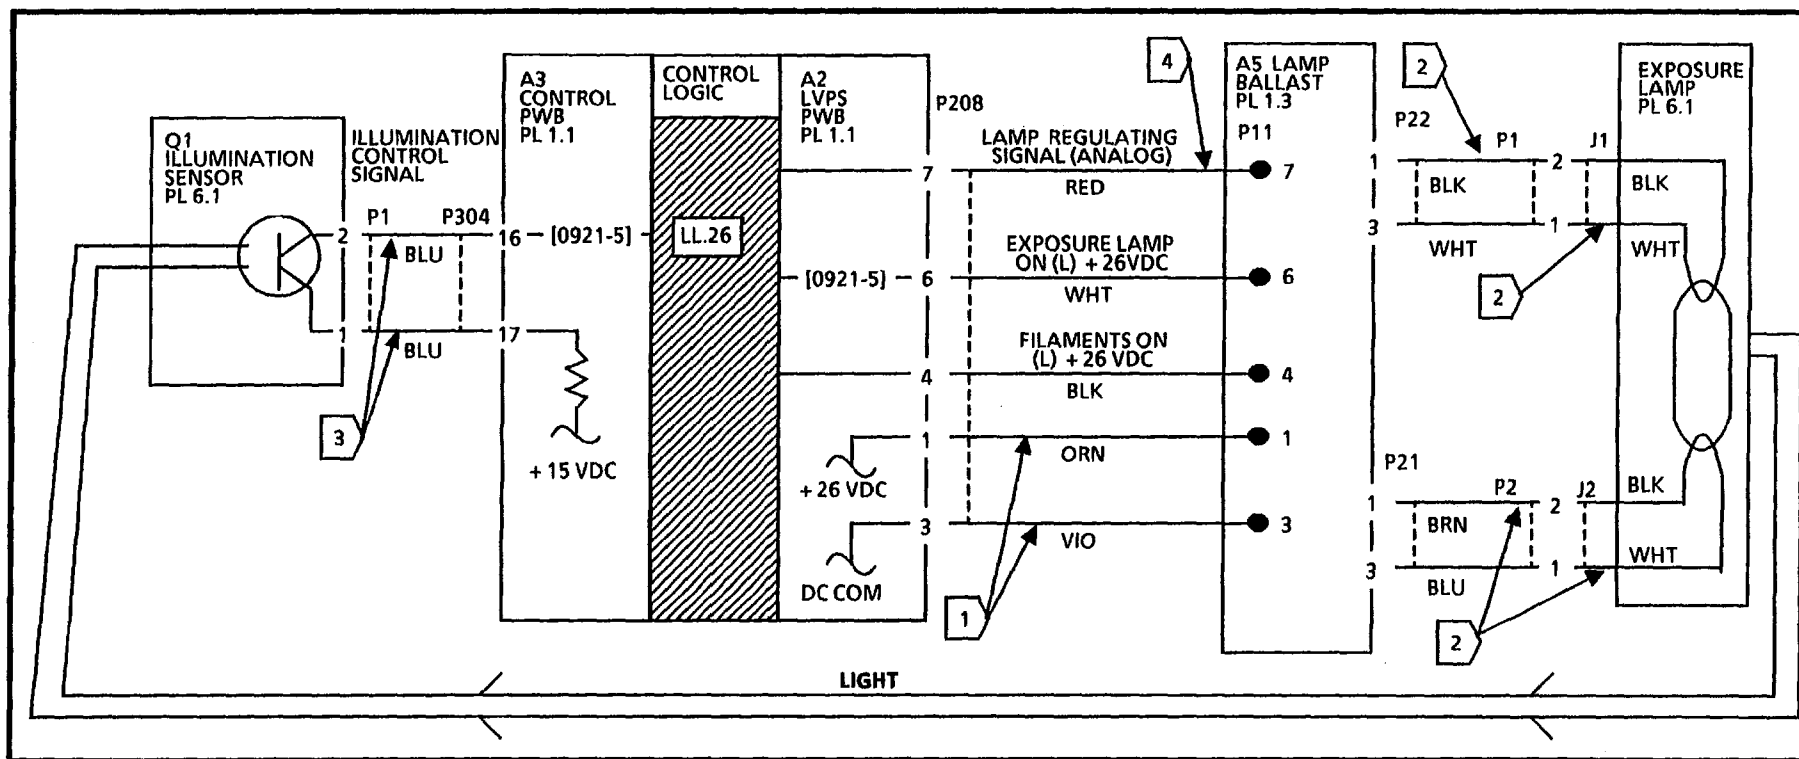 Q1
ILLUMINATION
SENSOR
PL 6.1
2
1
ILLUMINATION
CONTROL
SIGNAL
P1
P304
BLU
BLU
3
A3
CONTROL
PWB
PL 1.1
16
[0921-5]
17
+ 15 VDC
CONTROL
LOGIC
LL.26
A2
LVPS
PWB
PL 1.1
[0921-5]
+ 26 VDC
DC COM
P208
7
6
4
1
3
LAMP REGULATING
SIGNAL (ANALOG)
RED
EXPOSURE LAMP
ON (L) + 26VDC
WHT
FILAMENTS ON
(L) + 26 VDC
BLK
ORN
VIO
1
4
A5 LAMP
BALLAST
PL 1.3
P11
7
6
4
1
3
P22
1
3
2
P1
J1
BLK
WHT
2
1
2
BLK
WHT
P21
1
3
P2
J2
BRN
BLU
2
1
2
BLK
WHT
EXPOSURE
LAMP
PL 6.1
LIGHT